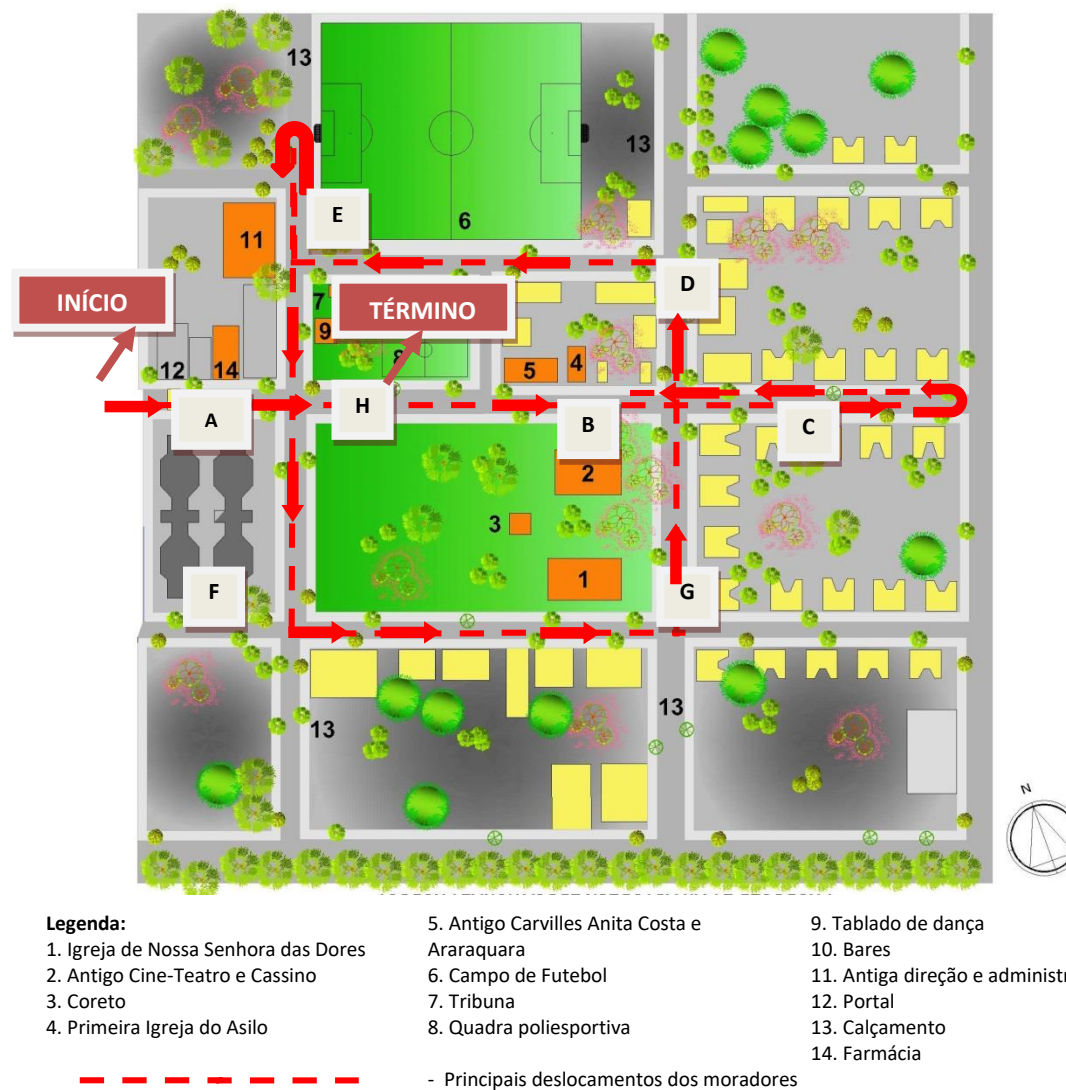 13
13
E
6
11
INÍCIO
TÉRMINO
D
7
9
8
12
14
5
4
A
H
B
C
2
3
1
F
G
13
13
N
Legenda:
1. Igreja de Nossa Senhora das Dores
2. Antigo Cine-Teatro e Cassino
3. Coreto
4. Primeira Igreja do Asilo
5. Antigo Carvilles Anita Costa e
Araraquara
6. Campo de Futebol
7. Tribuna
8. Quadra poliesportiva
9. Tablado de dança
10. Bares
11. Antiga direção e administr
12. Portal
13. Calçamento
14. Farmácia
- Principais deslocamentos dos moradores